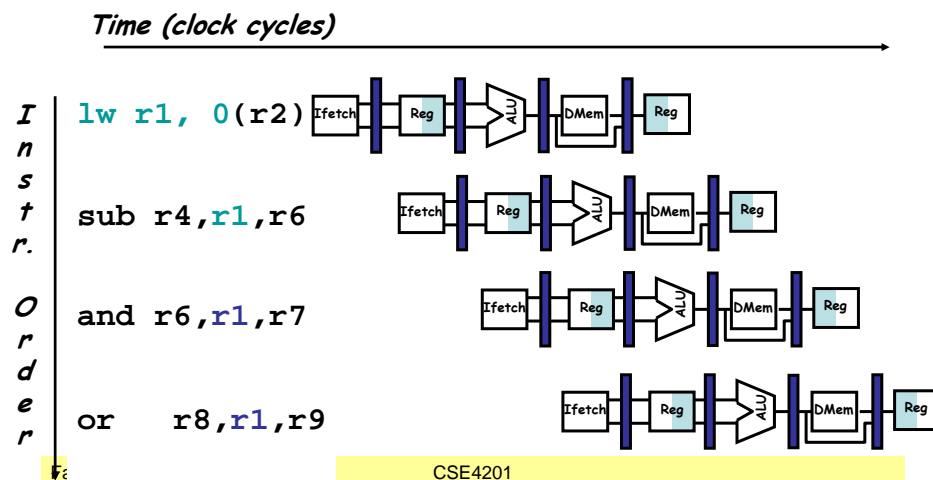 Time (clock cycles)
Instr. Order
lw r1, 0(r2)
Ifetch Reg ALU DMem Reg
sub r4,r1,r6
Ifetch Reg ALU DMem Reg
and r6,r1,r7
Ifetch Reg ALU DMem Reg
or r8,r1,r9
Ifetch Reg ALU DMem Reg
CSE4201